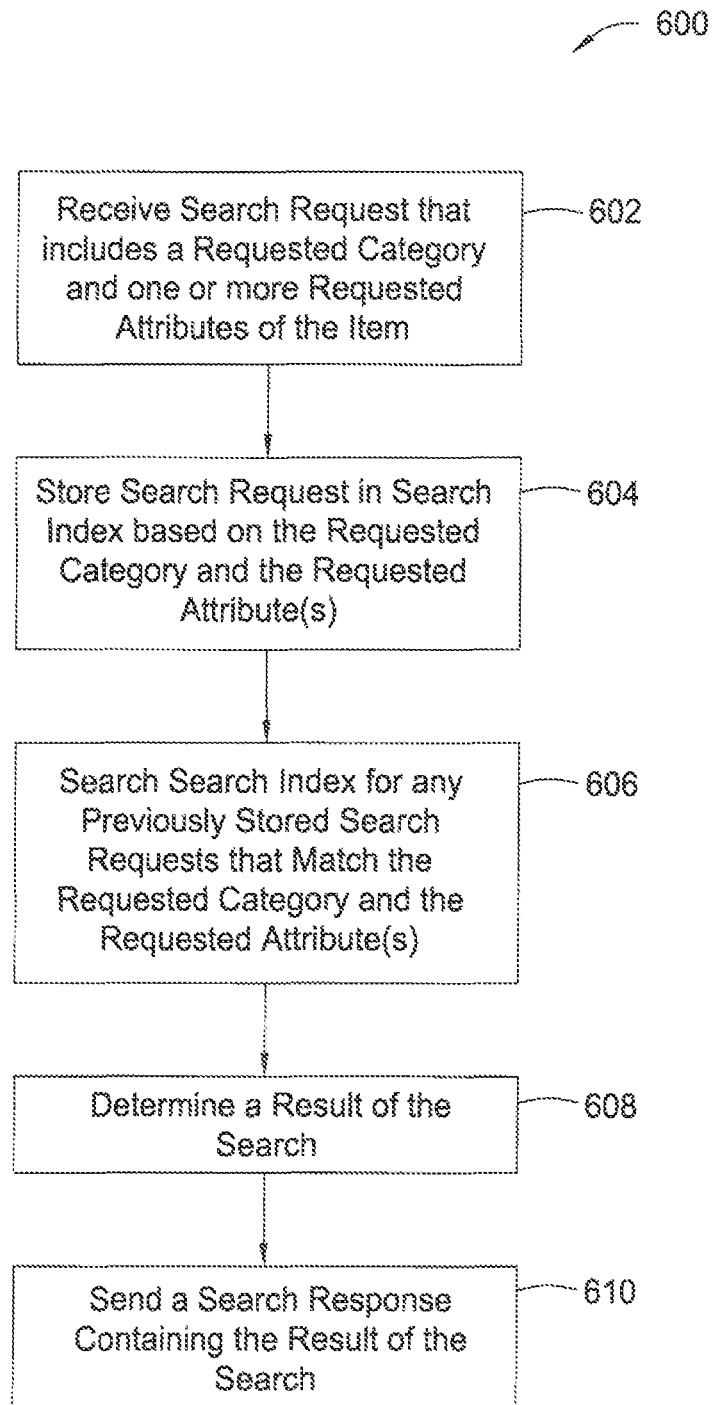 600
Receive Search Request that
includes a Requested Category
and one or more Requested
Attributes of the Item
602
Store Search Request in Search
Index based on the Requested
Category and the Requested
Attribute(s)
604
Search Search Index for any
Previously Stored Search
Requests that Match the
Requested Category and the
Requested Attribute(s)
606
Determine a Result of the
Search
608
Send a Search Response
Containing the Result of the
Search
610